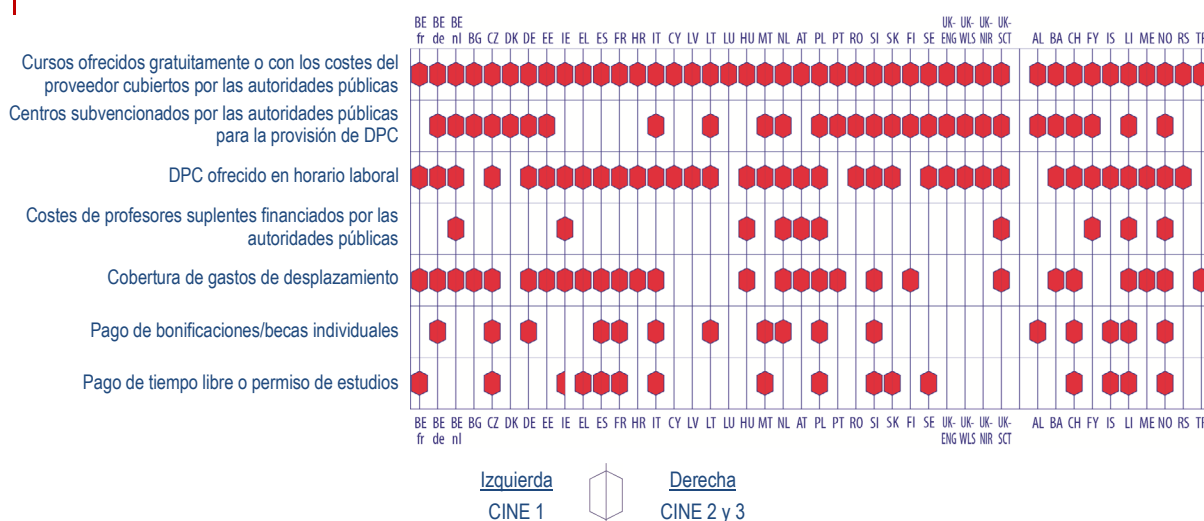 BE BE BE UK- UK- UK- UK-
fr de nl BG CZ DK DE EE IE EL ES FR HR IT CY LV LT LU HU MT NL AT PL PT RO SI SK FI SE ENG WLS NIR SCT AL BA CH FY IS LI ME NO RS TR
Cursos ofrecidos gratuitamente o con los costes del
proveedor cubiertos por las autoridades públicas
Centros subvencionados por las autoridades públicas
para la provisión de DPC
DPC ofrecido en horario laboral
Costes de profesores suplentes financiados por las
autoridades públicas
Cobertura de gastos de desplazamiento
Pago de bonificaciones/becas individuales
Pago de tiempo libre o permiso de estudios
BE BE BE BG CZ DK DE EE IE EL ES FR HR IT CY LV LT LU HU MT NL AT PL PT RO SI SK FI SE UK- UK- UK- UK- AL BA CH FY IS LI ME NO RS TR
fr de nl ENG WLS NIR SCT
Izquierda Derecha
CINE 1 CINE 2 y 3